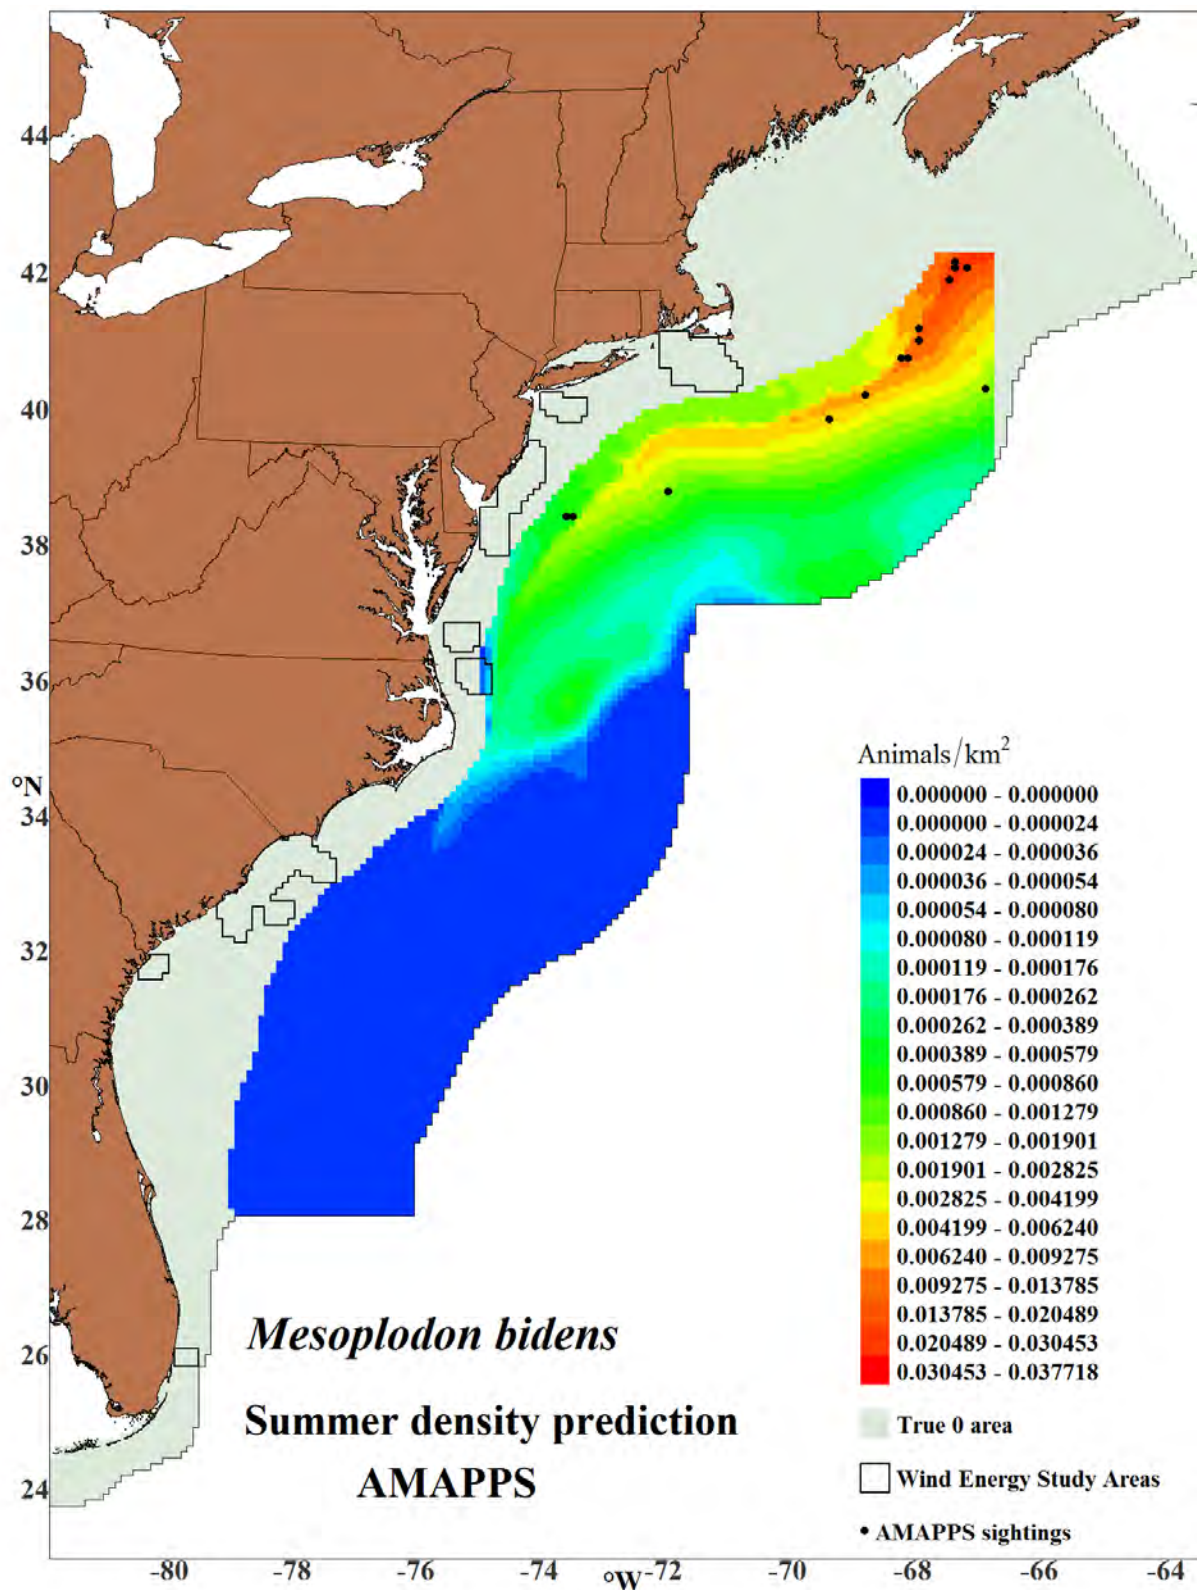 44
42
40
38
36
°N
34
32
30
28
26
24
Animals/km²
0.000000 - 0.000000
0.000000 - 0.000024
0.000024 - 0.000036
0.000036 - 0.000054
0.000054 - 0.000080
0.000080 - 0.000119
0.000119 - 0.000176
0.000176 - 0.000262
0.000262 - 0.000389
0.000389 - 0.000579
0.000579 - 0.000860
0.000860 - 0.001279
0.001279 - 0.001901
0.001901 - 0.002825
0.002825 - 0.004199
0.004199 - 0.006240
0.006240 - 0.009275
0.009275 - 0.013785
0.013785 - 0.020489
0.020489 - 0.030453
0.030453 - 0.037718
True 0 area
Wind Energy Study Areas
AMAPPS sightings
Mesoplodon bidens
Summer density prediction
AMAPPS
-80 -78 -76 -74 -72 -70 -68 -66 -64
°W